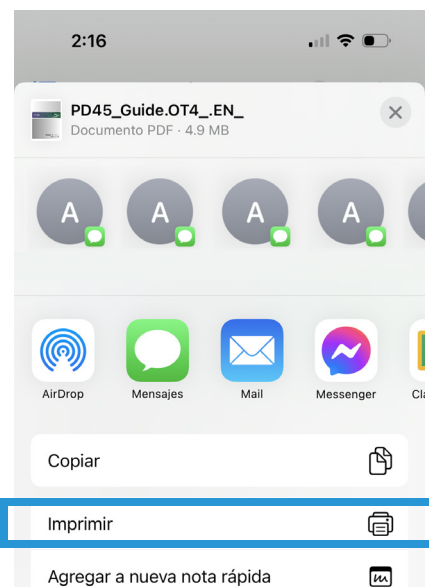 2:16
PD45_Guide.OT4_.EN_
Documento PDF · 4.9 MB
A A A A
AirDrop Mensajes Mail Messenger Cla
Copiar
Imprimir
Agregar a nueva nota rápida